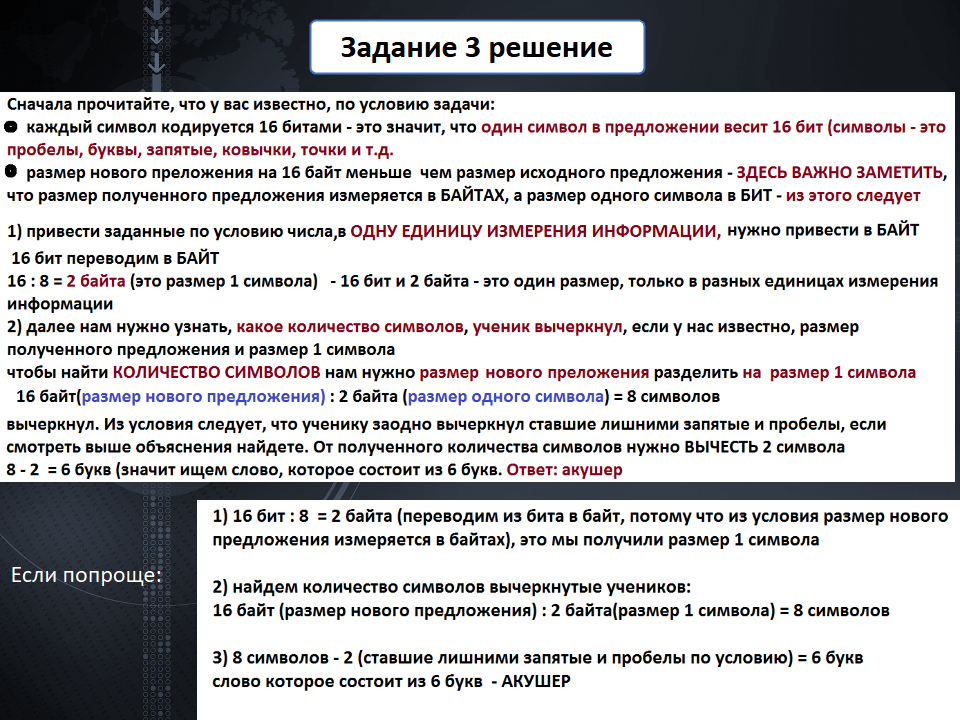 Задание 3 решение
Сначала прочитайте, что у вас известно, по условию задачи:
● каждый символ кодируется 16 битами - это значит, что один символ в предложении весит 16 бит (символы - это
пробелы, буквы, запятые, ковычки, точки и т.д.
● размер нового преложения на 16 байт меньше чем размер исходного предложения - ЗДЕСЬ ВАЖНО ЗАМЕТИТЬ,
что размер полученного предложения измеряется в БАЙТАХ, а размер одного символа в БИТ - из этого следует
1) привести заданные по условию числа,в ОДНУ ЕДИНИЦУ ИЗМЕРЕНИЯ ИНФОРМАЦИИ, нужно привести в БАЙТ
16 бит переводим в БАЙТ
16 : 8 = 2 байта (это размер 1 символа) - 16 бит и 2 байта - это один размер, только в разных единицах измерения
информации
2) далее нам нужно узнать, какое количество символов, ученик вычеркнул, если у нас известно, размер
полученного предложения и размер 1 символа
чтобы найти КОЛИЧЕСТВО СИМВОЛОВ нам нужно размер нового преложения разделить на размер 1 символа
16 байт(размер нового предложения) : 2 байта (размер одного символа) = 8 символов
вычеркнул. Из условия следует, что ученику заодно вычеркнул ставшие лишними запятые и пробелы, если
смотреть выше объяснения найдете. От полученного количества символов нужно ВЫЧЕСТЬ 2 символа
8 - 2 = 6 букв (значит ищем слово, которое состоит из 6 букв. Ответ: акушер
Если попроще:
1) 16 бит : 8 = 2 байта (переводим из бита в байт, потому что из условия размер нового
предложения измеряется в байтах), это мы получили размер 1 символа
2) найдем количество символов вычеркнутые учеников:
16 байт (размер нового предложения) : 2 байта(размер 1 символа) = 8 символов
3) 8 символов - 2 (ставшие лишними запятые и пробелы по условию) = 6 букв
слово которое состоит из 6 букв - АКУШЕР